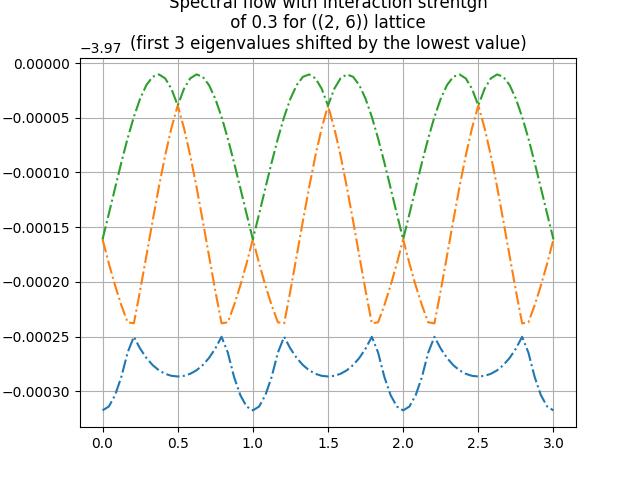 Spectral flow with interaction strentgh
of 0.3 for ((2, 6)) lattice
(first 3 eigenvalues shifted by the lowest value)
−3.97
0.00000
−0.00005
−0.00010
−0.00015
−0.00020
−0.00025
−0.00030
0.0 0.5 1.0 1.5 2.0 2.5 3.0